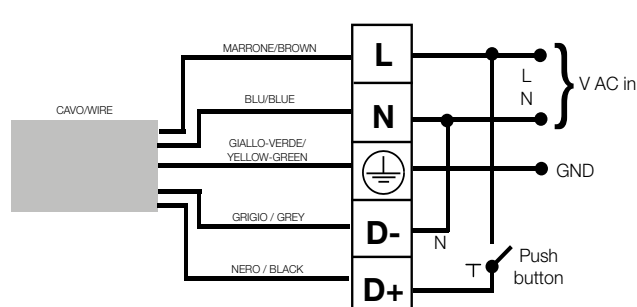 MARRONE/BROWN
BLU/BLUE
CAVO/WIRE
GIALLO-VERDE/
YELLOW-GREEN
GRIGIO / GREY
NERO / BLACK
L
N
D-
D+
L
N
V AC in
GND
N
Push
button